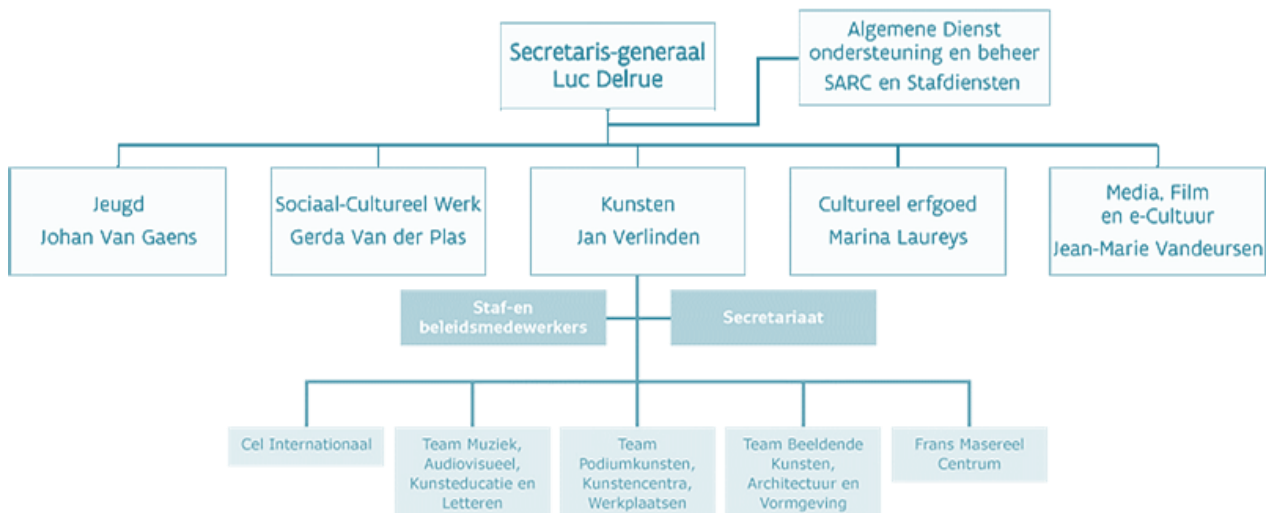 Secretaris-generaal
Luc Delrue
Algemene Dienst
ondersteuning en beheer
SARC en Stafdiensten
Jeugd
Johan Van Gaens
Sociaal-Cultureel Werk
Gerda Van der Plas
Kunsten
Jan Verlinden
Cultureel erfgoed
Marina Laureys
Media, Film
en e-Cultuur
Jean-Marie Vandeursen
Staf-en
beleidsmedewerkers
Secretariaat
Cel Internationaal
Team Muziek,
Audiovisueel,
Kunsteducatie en
Letteren
Team
Podiumkunsten,
Kunstencentra,
Werkplaatsen
Team Beeldende
Kunsten,
Architectuur en
Vormgeving
Frans Masereel
Centrum